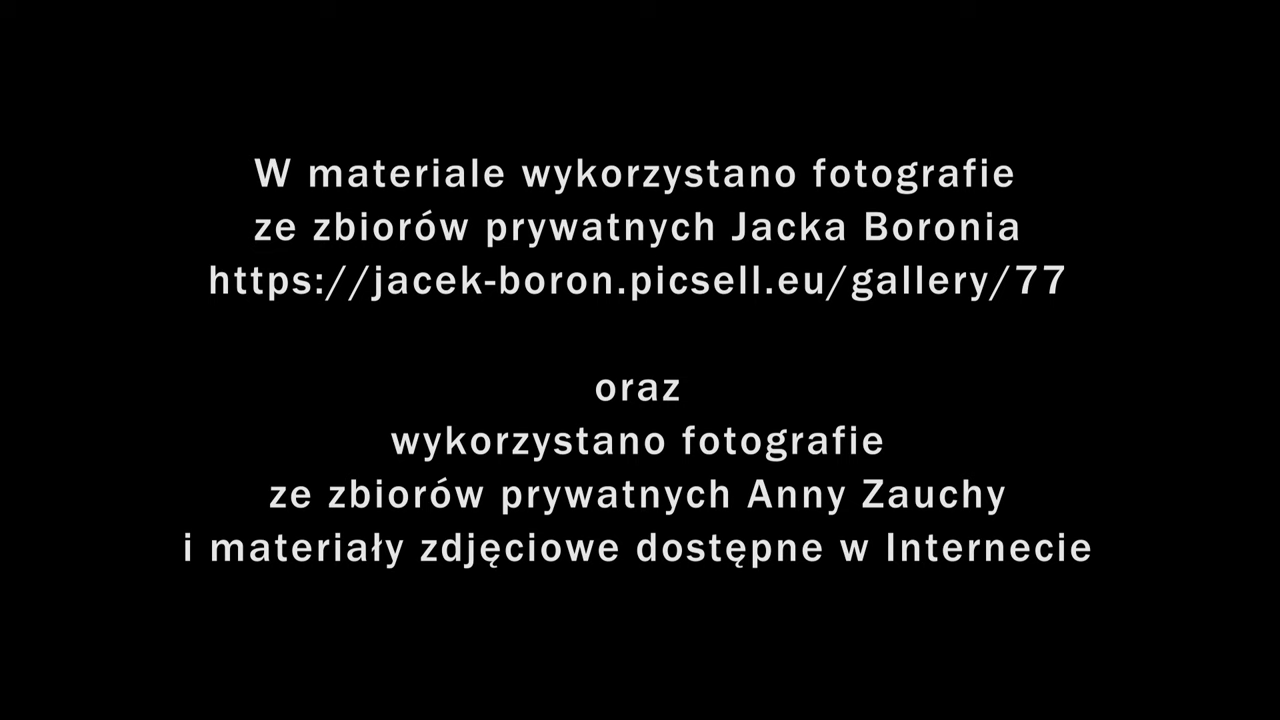 W materiale wykorzystano fotografie
ze zbiorów prywatnych Jacka Boronia
https://jacek-boron.picsell.eu/gallery/77
oraz
wykorzystano fotografie
ze zbiorów prywatnych Anny Zauchy
i materiały zdjęciowe dostępne w Internecie